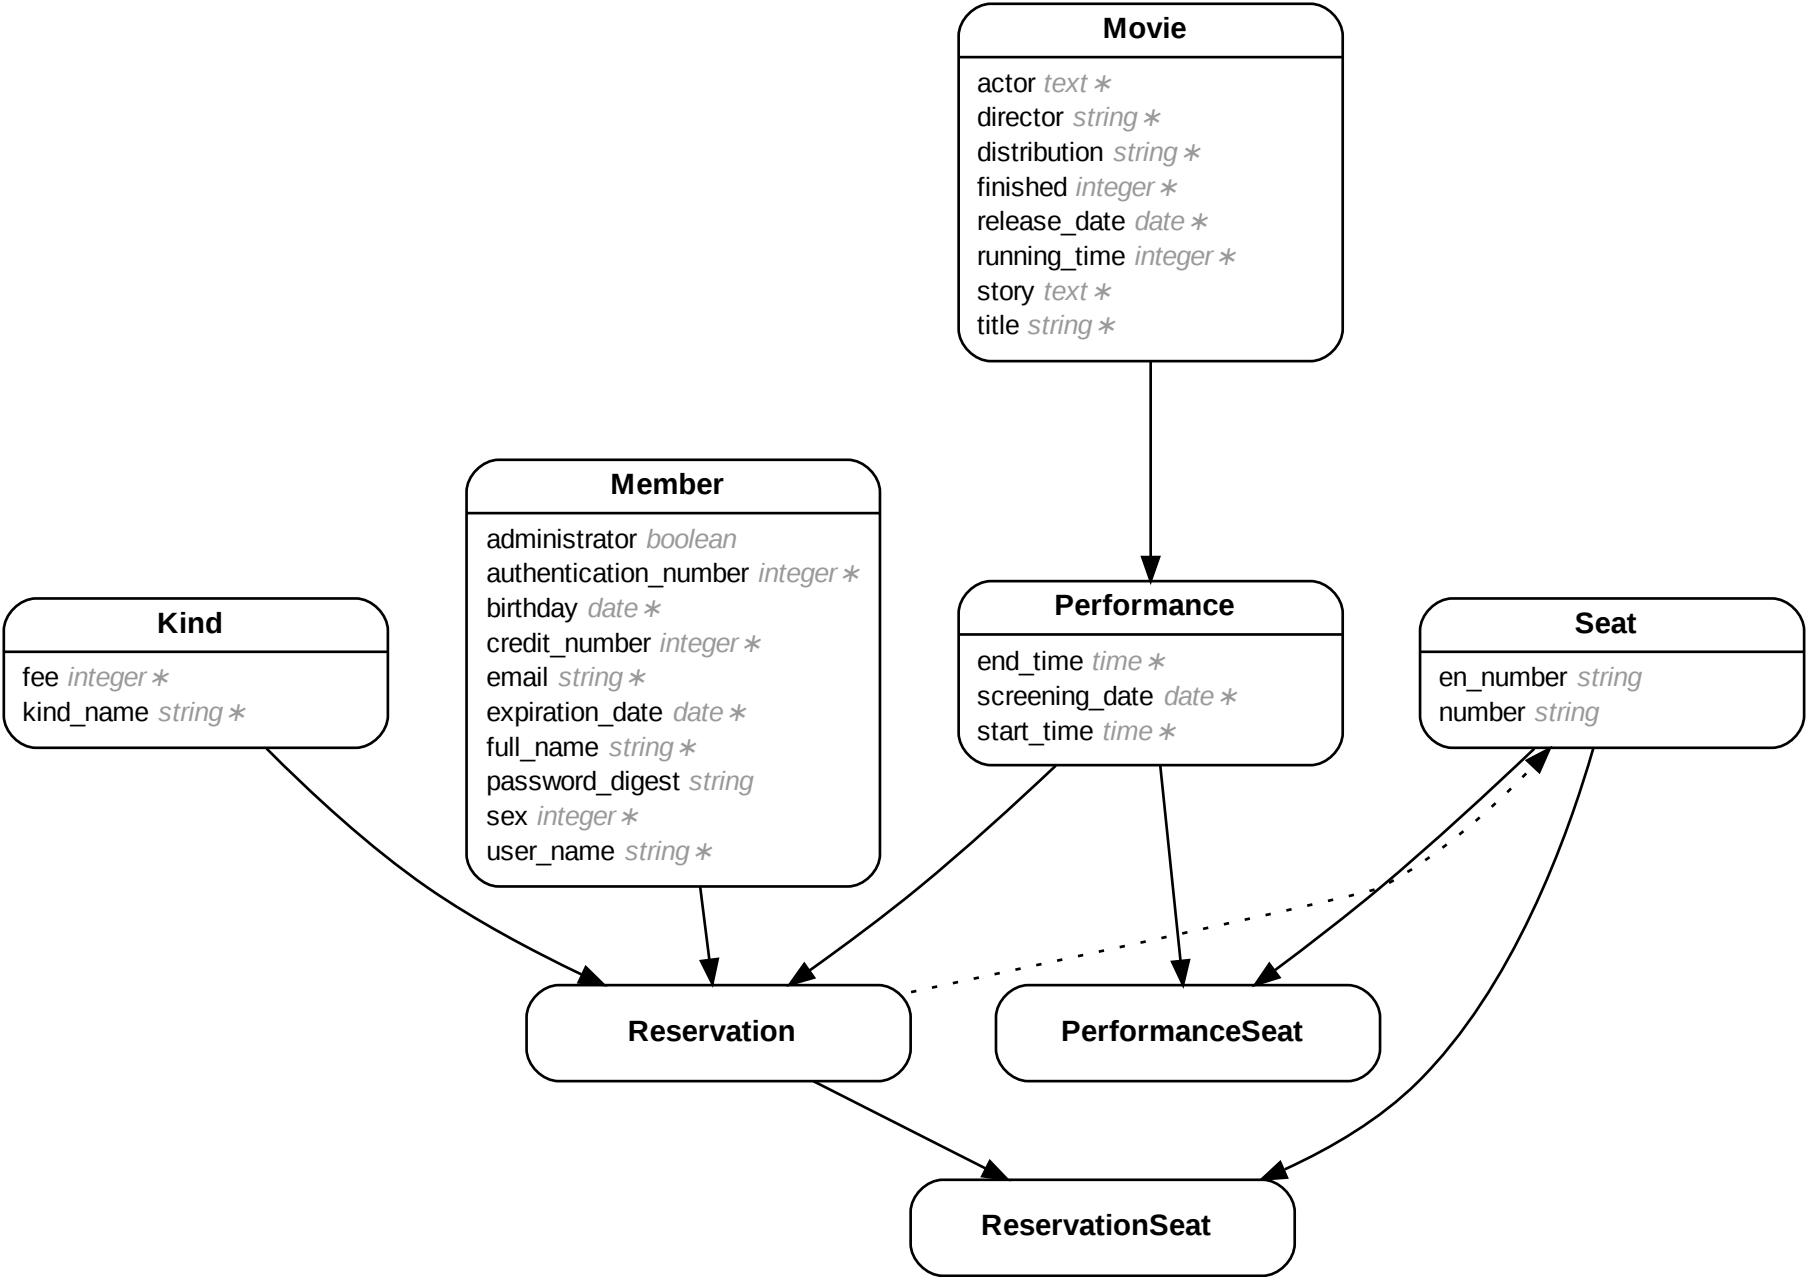 Movie
actor text∗
director string∗
distribution string∗
finished integer∗
release_date date∗
running_time integer∗
story text∗
title string∗
Member
administrator boolean
authentication_number integer∗
birthday date∗
credit_number integer∗
email string∗
expiration_date date∗
full_name string∗
password_digest string
sex integer∗
user_name string∗
Kind
fee integer∗
kind_name string∗
Performance
end_time time∗
screening_date date∗
start_time time∗
Seat
en_number string
number string
Reservation
PerformanceSeat
ReservationSeat